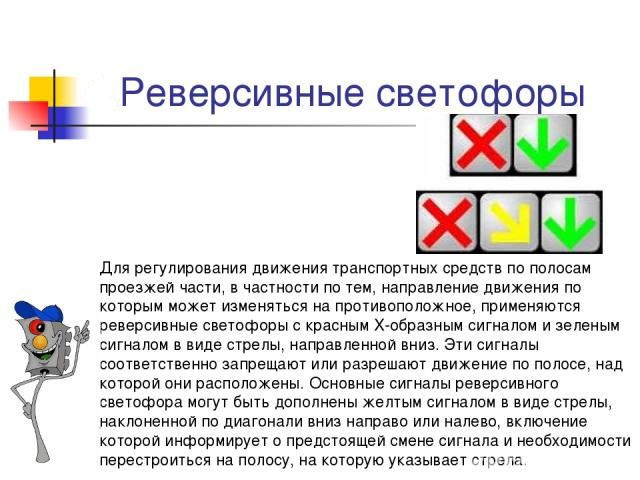 Реверсивные светофоры
Для регулирования движения транспортных средств по полосам
проезжей части, в частности по тем, направление движения по
которым может изменяться на противоположное, применяются
реверсивные светофоры с красным Х-образным сигналом и зеленым
сигналом в виде стрелы, направленной вниз. Эти сигналы
соответственно запрещают или разрешают движение по полосе, над
которой они расположены. Основные сигналы реверсивного
светофора могут быть дополнены желтым сигналом в виде стрелы,
наклоненной по диагонали вниз направо или налево, включение
которой информирует о предстоящей смене сигнала и необходимости
перестроиться на полосу, на которую указывает стрела.